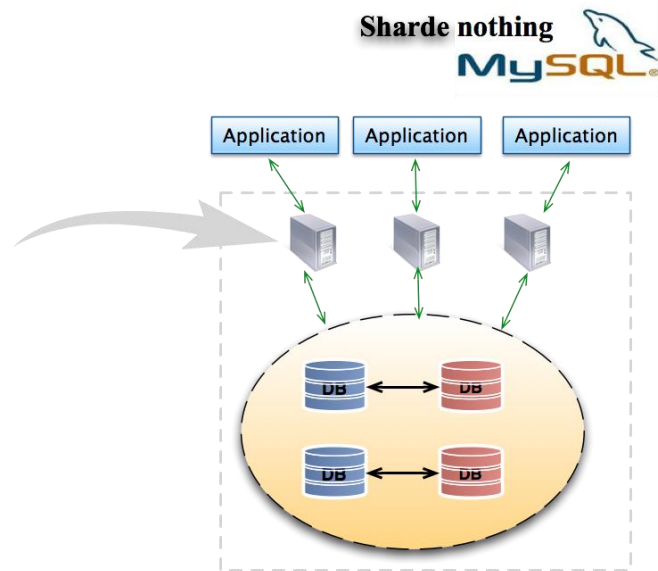 Sharde nothing
MySQL®
Application Application Application
DB DB
DB DB